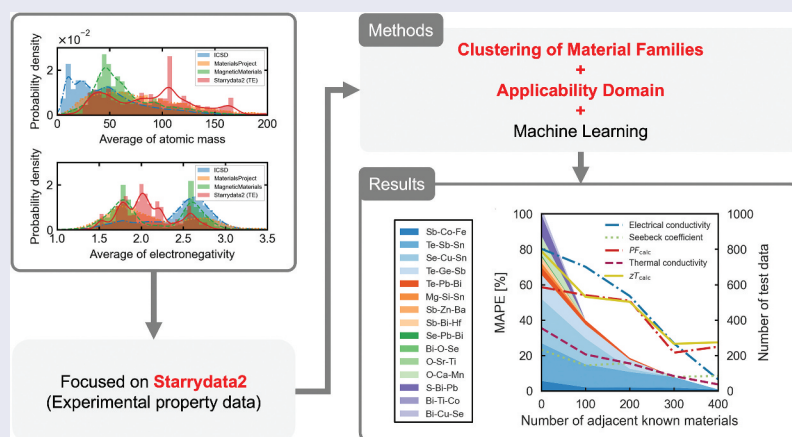 ×10⁻²
Probability density
2
0
ICSD
MaterialsProject
MagneticMaterials
Starrydata2 (TE)
0 50 100 150 200
Average of atomic mass
Probability density
2
0
ICSD
MaterialsProject
MagneticMaterials
Starrydata2 (TE)
1.0 1.5 2.0 2.5 3.0 3.5
Average of electronegativity
Focused on Starrydata2
(Experimental property data)
Methods
Clustering of Material Families
+
Applicability Domain
+
Machine Learning
Results
Sb-Co-Fe
Te-Sb-Sn
Se-Cu-Sn
Te-Ge-Sb
Te-Pb-Bi
Mg-Si-Sn
Sb-Zn-Ba
Sb-Bi-Hf
Se-Pb-Bi
Bi-O-Se
O-Sr-Ti
O-Ca-Mn
S-Bi-Pb
Bi-Ti-Co
Bi-Cu-Se
MAPE [%]
100
80
60
40
20
0
Electrical conductivity
Seebeck coefficient
PFcalc
Thermal conductivity
zTcalc
1000
800
600
400
200
0
Number of test data
0 100 200 300 400
Number of adjacent known materials